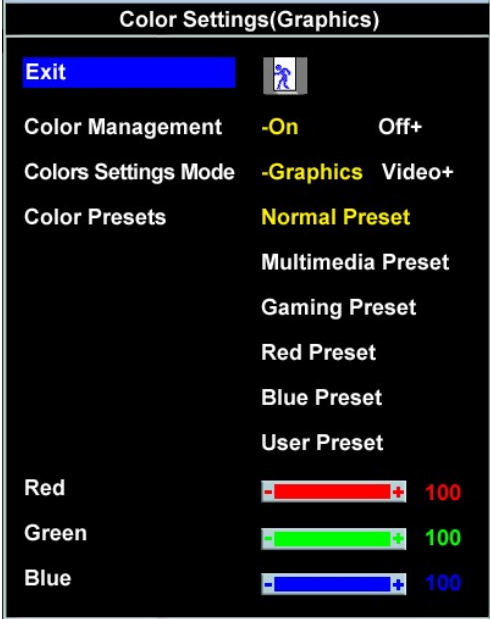 Color Settings(Graphics)
Exit
Color Management -On Off+
Colors Settings Mode -Graphics Video+
Color Presets Normal Preset
Multimedia Preset
Gaming Preset
Red Preset
Blue Preset
User Preset
Red - + 100
Green - + 100
Blue - + 100